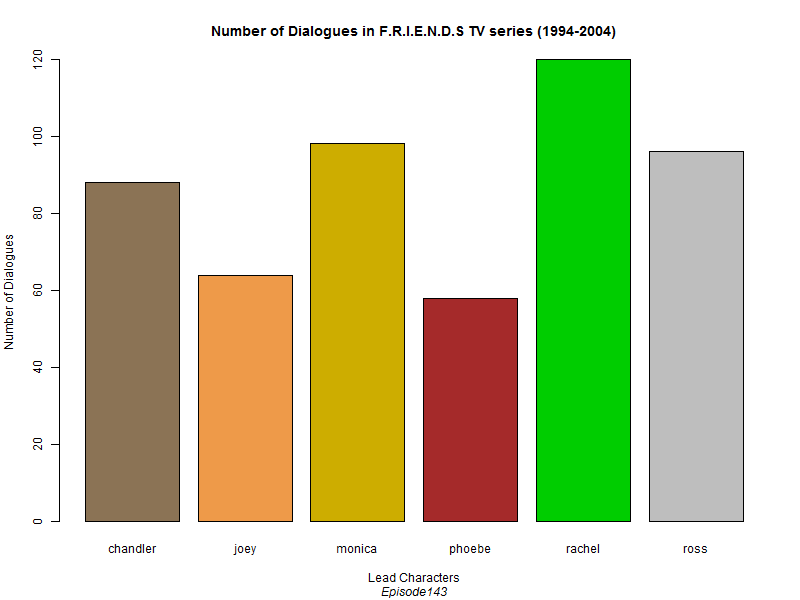 Number of Dialogues in F.R.I.E.N.D.S TV series (1994-2004)
Number of Dialogues
120
100
80
60
40
20
0
chandler joey monica phoebe rachel ross
Lead Characters
Episode143